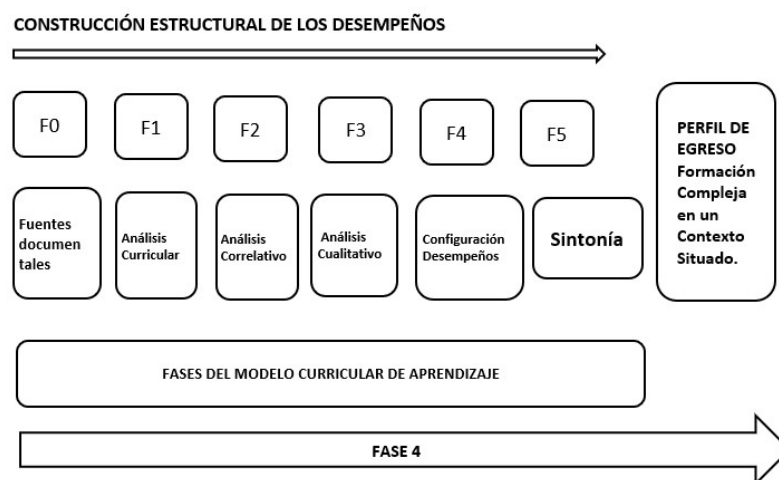 CONSTRUCCIÓN ESTRUCTURAL DE LOS DESEMPEÑOS
F0
F1
F2
F3
F4
F5
Fuentes
documen
tales
Análisis
Curricular
Análisis
Correlativo
Análisis
Cualitativo
Configuración
Desempeños
Sintonía
PERFIL DE
EGRESO
Formación
Compleja
en un
Contexto
Situado.
FASES DEL MODELO CURRICULAR DE APRENDIZAJE
FASE 4